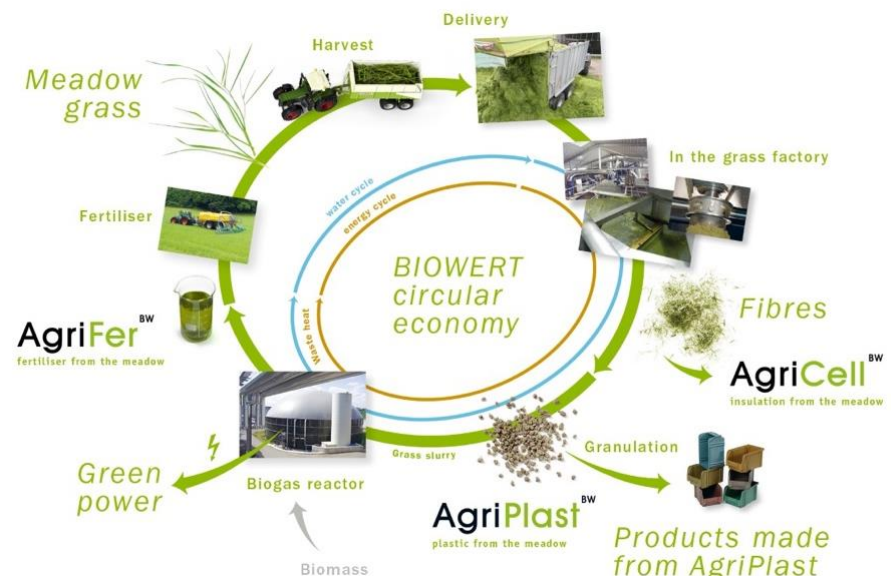 Delivery
Harvest
Meadow
grass
In the grass factory
water cycle
energy cycle
Fertiliser
BIOWERT
circular
economy
Fibres
Waste heat
AgriFer BW
fertiliser from the meadow
AgriCell BW
insulation from the meadow
Granulation
Grass slurry
Green
power
Biogas reactor
AgriPlast BW
plastic from the meadow
Products made
from AgriPlast
Biomass